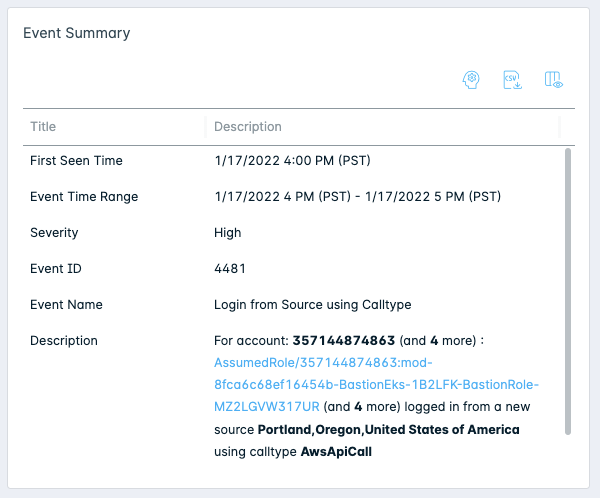 Event Summary
CSV
Title Description
First Seen Time 1/17/2022 4:00 PM (PST)
Event Time Range 1/17/2022 4 PM (PST) - 1/17/2022 5 PM (PST)
Severity High
Event ID 4481
Event Name Login from Source using Calltype
Description For account: 357144874863 (and 4 more) :
AssumedRole/357144874863:mod-
8fca6c68ef16454b-BastionEks-1B2LFK-BastionRole-
MZ2LGVW317UR (and 4 more) logged in from a new
source Portland,Oregon,United States of America
using calltype AwsApiCall